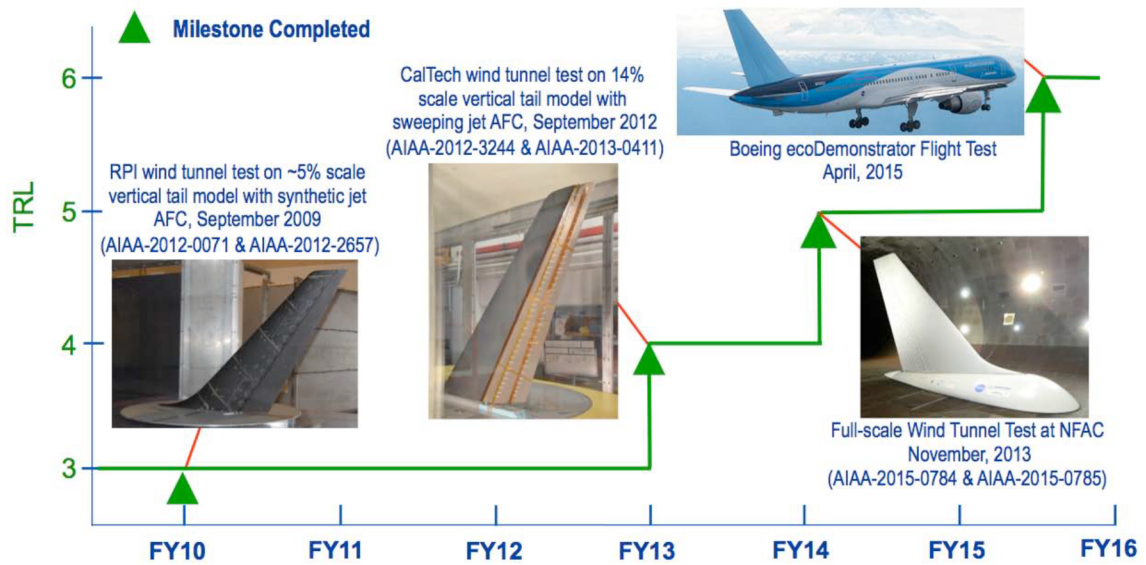 Milestone Completed
TRL
6
5
4
3
RPI wind tunnel test on ~5% scale
vertical tail model with synthetic jet
AFC, September 2009
(AIAA-2012-0071 & AIAA-2012-2657)
CalTech wind tunnel test on 14%
scale vertical tail model with
sweeping jet AFC, September 2012
(AIAA-2012-3244 & AIAA-2013-0411)
Boeing ecoDemonstrator Flight Test
April, 2015
Full-scale Wind Tunnel Test at NFAC
November, 2013
(AIAA-2015-0784 & AIAA-2015-0785)
FY10
FY11
FY12
FY13
FY14
FY15
FY16